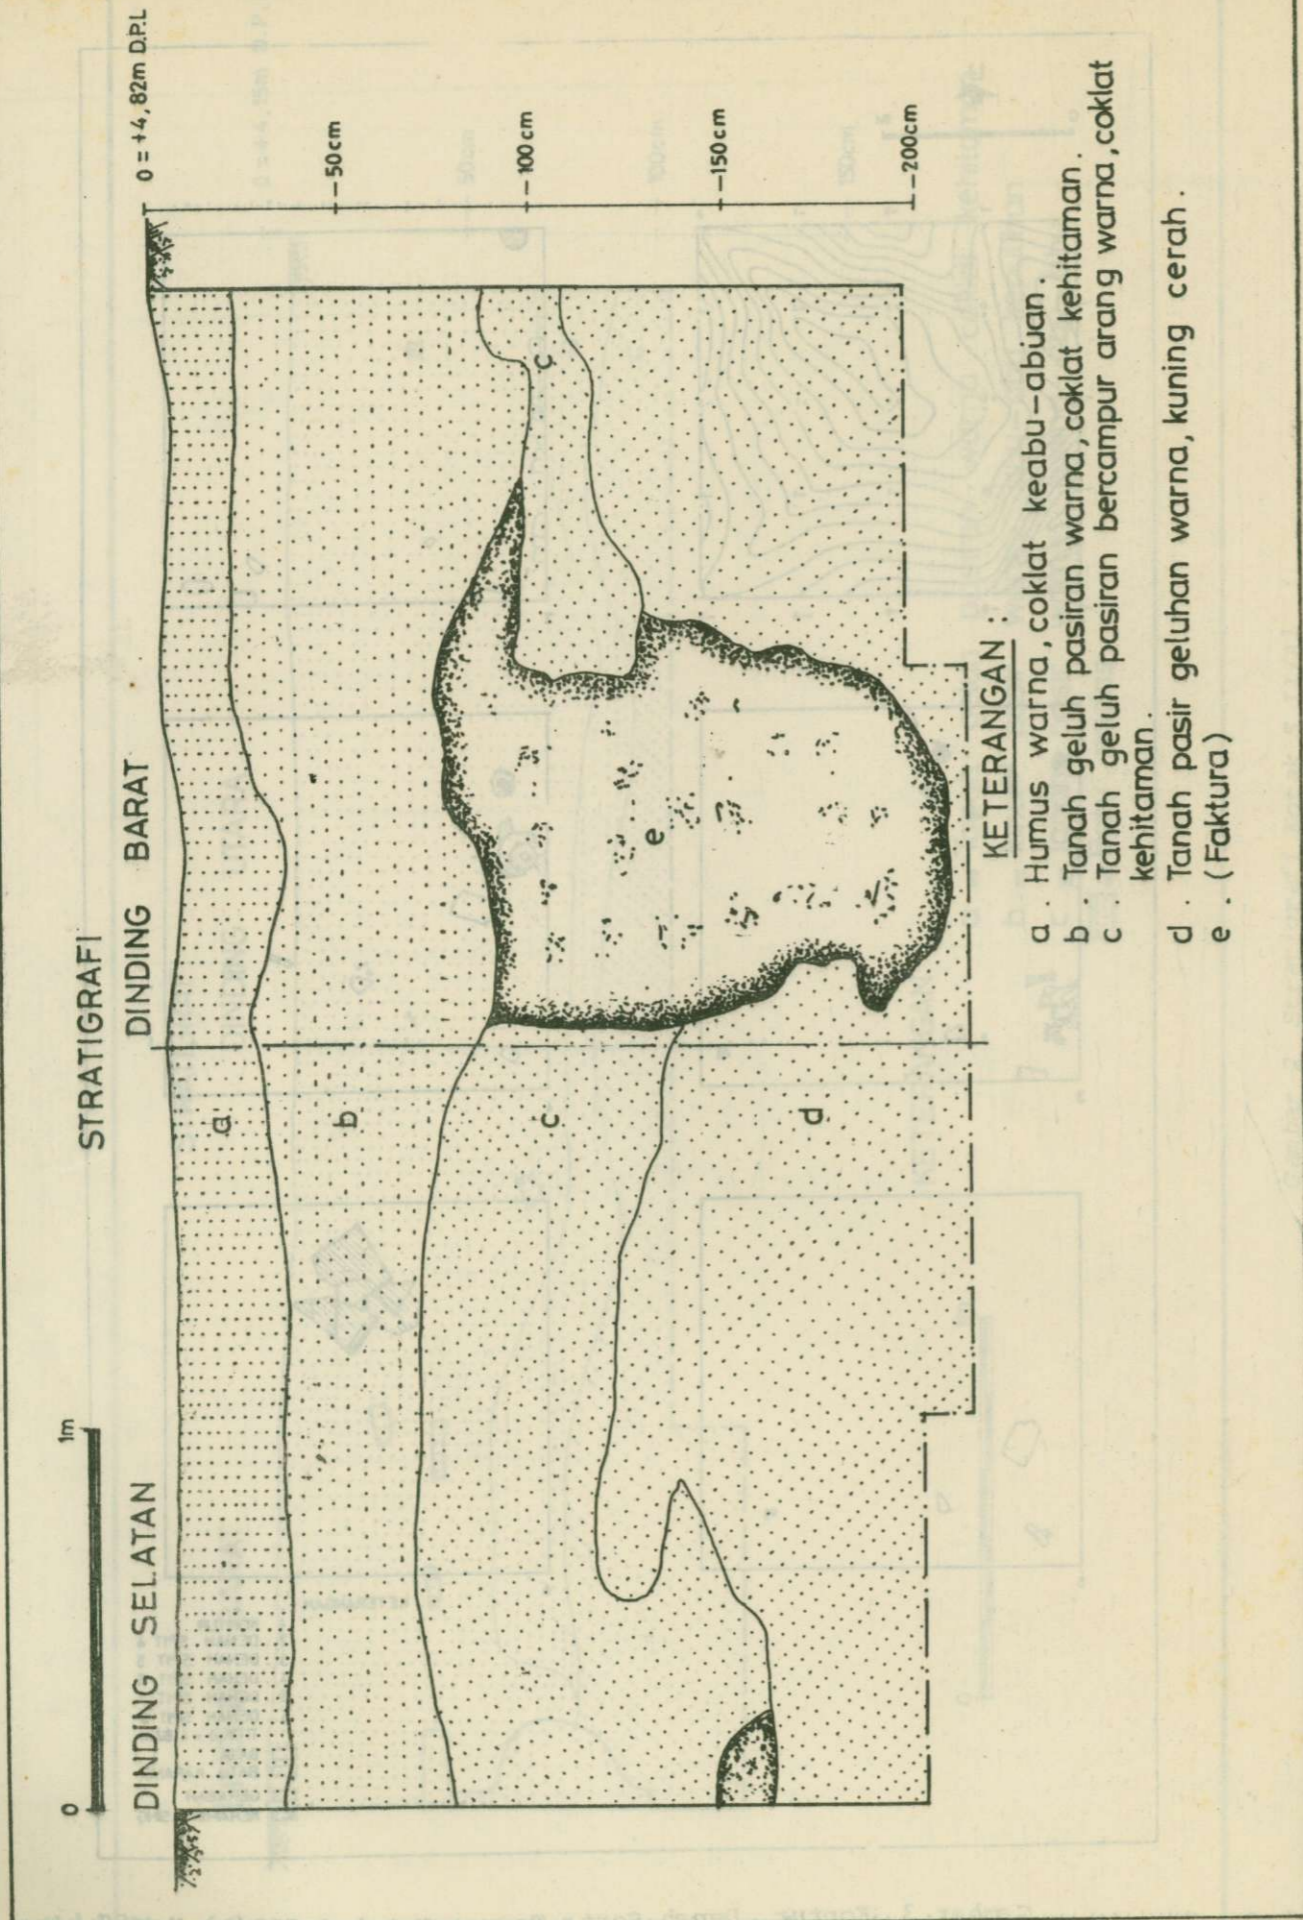 STRATIGRAFI
DINDING SELATAN
DINDING BARAT
0
1m
0 = +4,82m D.P.L
-50cm
-100cm
-150cm
-200cm
a
b
c
d
e
c
KETERANGAN :
a . Humus warna, coklat keabu-abuan.
b . Tanah geluh pasiran warna, coklat kehitaman.
c . Tanah geluh pasiran bercampur arang warna, coklat
kehitaman.
d . Tanah pasir geluhan warna, kuning cerah.
e . (Faktura)